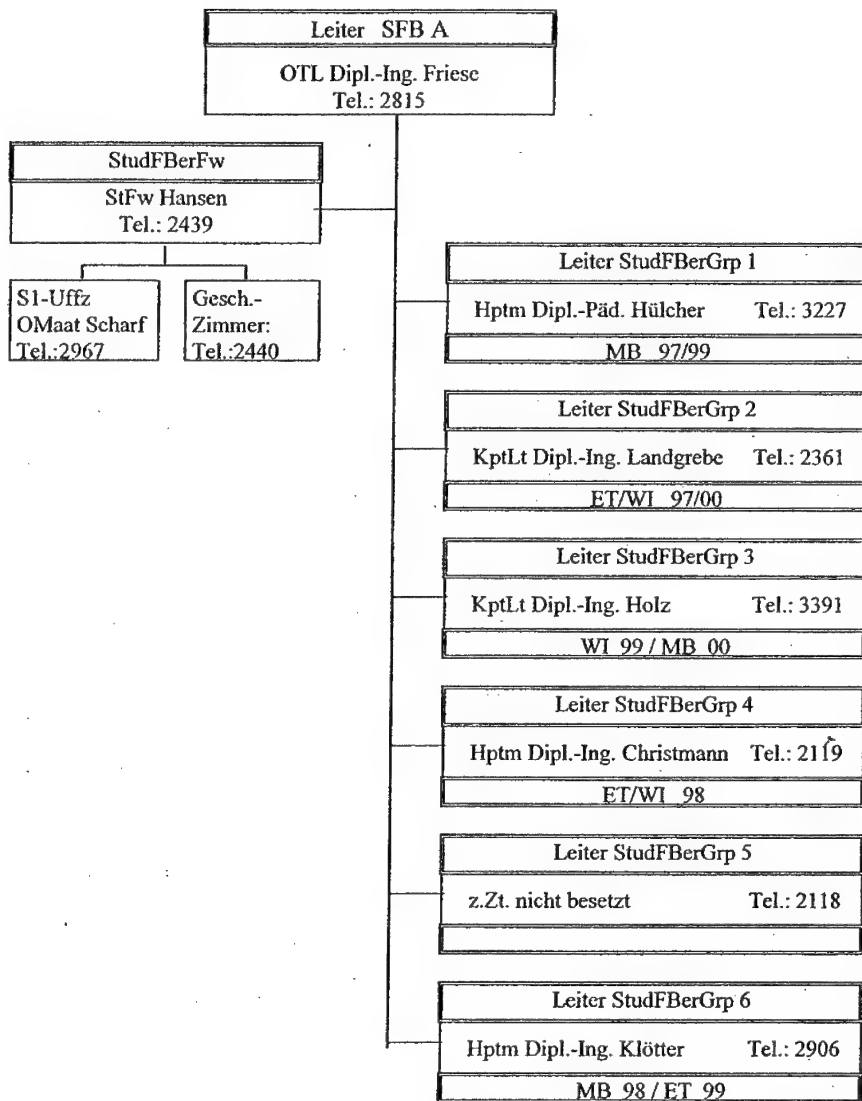 Leiter SFB A
OTL Dipl.-Ing. Friese
Tel.: 2815
StudFBerFw
StFw Hansen
Tel.: 2439
S1-Uffz
OMaat Scharf
Tel.:2967
Gesch.-
Zimmer:
Tel.:2440
Leiter StudFBerGrp 1
Hptm Dipl.-Päd. Hülcher Tel.: 3227
MB 97/99
Leiter StudFBerGrp 2
KptLt Dipl.-Ing. Landgrebe Tel.: 2361
ET/WI 97/00
Leiter StudFBerGrp 3
KptLt Dipl.-Ing. Holz Tel.: 3391
WI 99 / MB 00
Leiter StudFBerGrp 4
Hptm Dipl.-Ing. Christmann Tel.: 2119
ET/WI 98
Leiter StudFBerGrp 5
z.Zt. nicht besetzt Tel.: 2118
Leiter StudFBerGrp 6
Hptm Dipl.-Ing. Klötter Tel.: 2906
MB 98 / ET 99